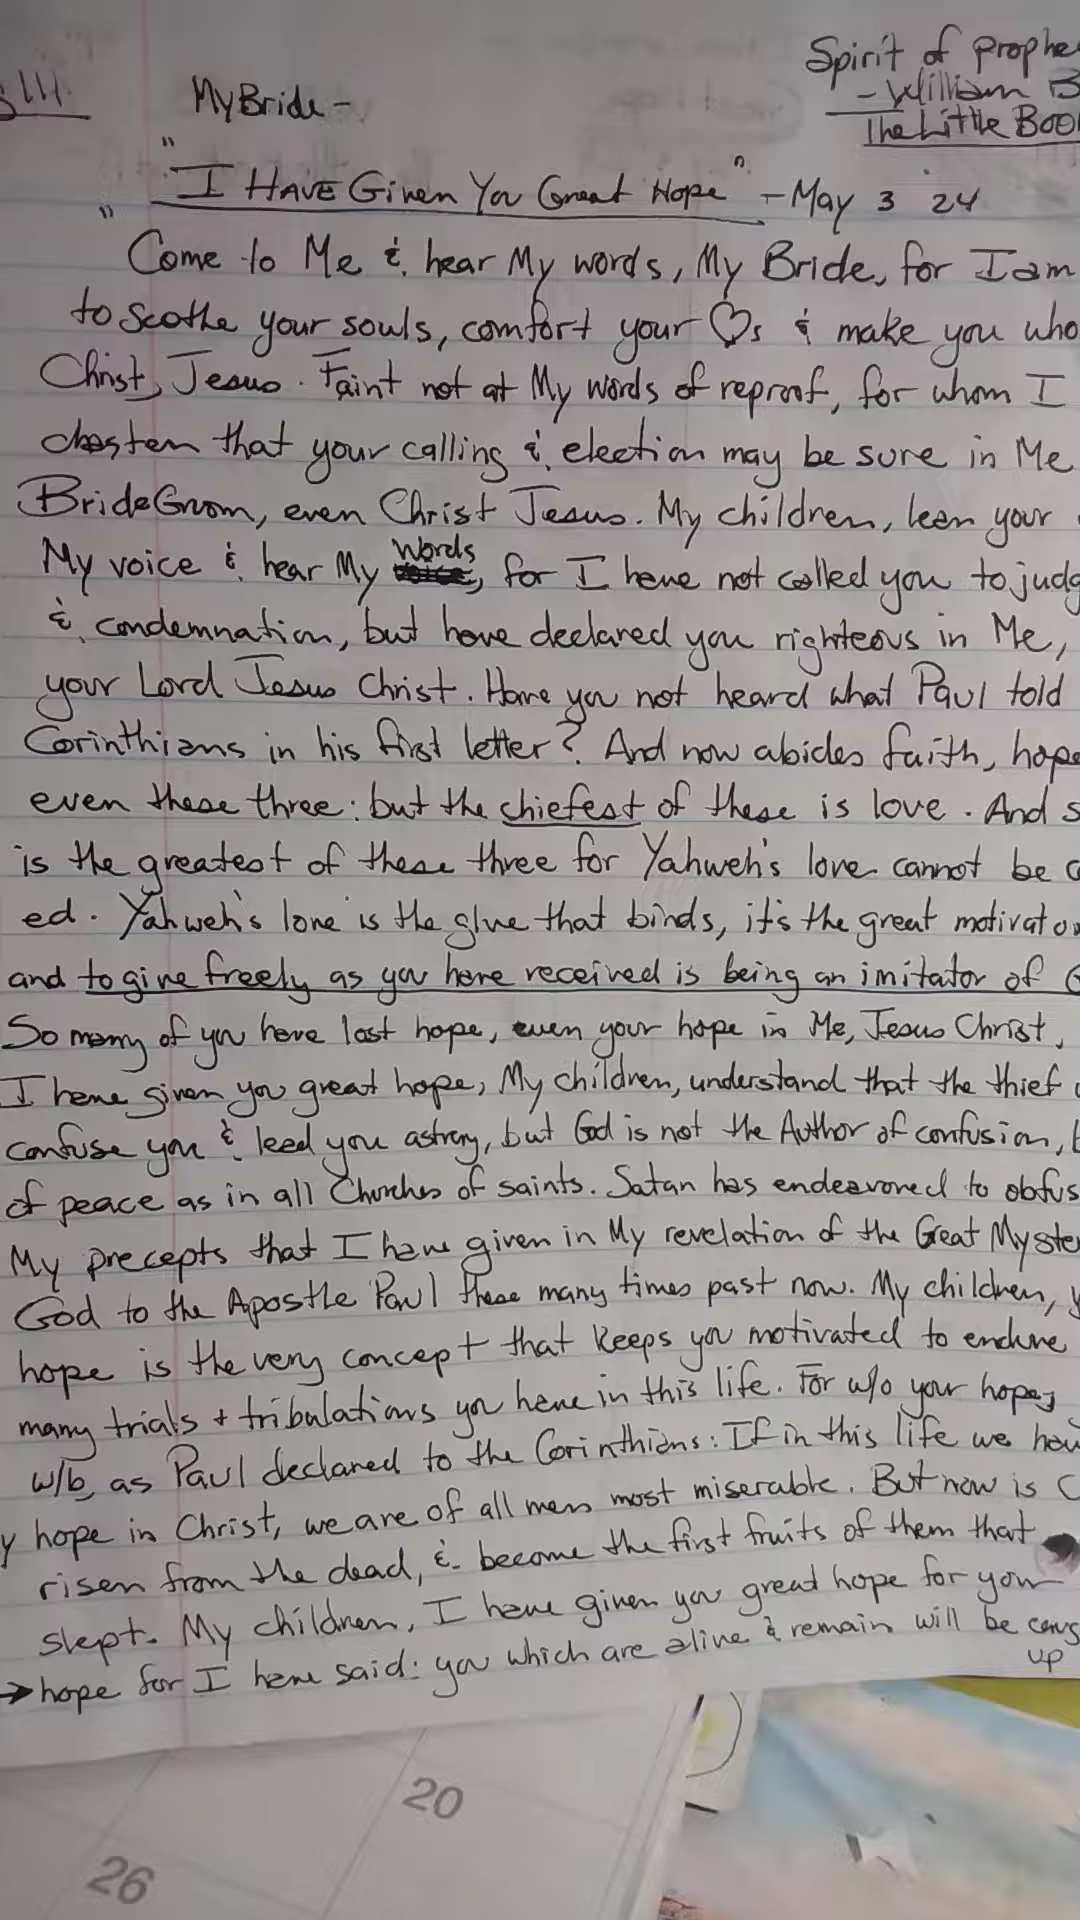 Spirit of Prophe
111
My Bride -
- William B
The Little Boo
"I HAVE Given You Great Hope" - May 3 '24
" Come to Me & hear My words, My Bride, for I am
to soothe your souls, comfort your ♡s & make you who
Christ, Jesus. Faint not at My words of reproof, for whom I
chasten that your calling & election may be sure in Me
BrideGroom, even Christ Jesus. My children, lean your
My voice & hear My words, for I have not called you to judg
& condemnation, but have declared you righteous in Me,
your Lord Jesus Christ. Have you not heard what Paul told
Corinthians in his first letter? And now abides faith, hope
even these three: but the chiefest of these is love. And s
is the greatest of these three for Yahweh's love cannot be
ed. Yahweh's love is the glue that binds, it's the great motivato
and to give freely as you have received is being an imitator of G
So many of you have lost hope, even your hope in Me, Jesus Christ,
I have given you great hope, My children, understand that the thief
confuse you & lead you astray, but God is not the Author of confusion, b
of peace as in all Churches of saints. Satan has endeavored to obfus
My precepts that I have given in My revelation of the Great Myste
God to the Apostle Paul these many times past now. My children, y
hope is the very concept that keeps you motivated to endure
many trials + tribulations you have in this life. For w/o your hope,
w/b, as Paul declared to the Corinthians: If in this life we hav
y hope in Christ, we are of all men most miserable. But now is C
risen from the dead, & become the first fruits of them that
slept. My children, I have given you great hope for your
→ hope for I have said: you which are alive & remain will be caug
up
20
26